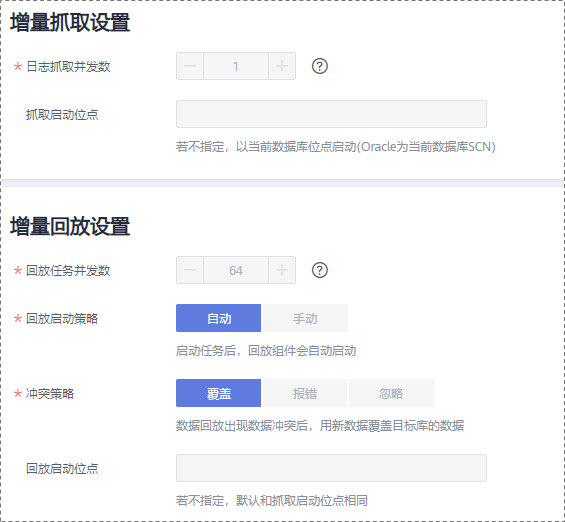 增量抓取设置
* 日志抓取并发数 − 1 + ?
抓取启动位点
若不指定，以当前数据库位点启动(Oracle为当前数据库SCN)
增量回放设置
* 回放任务并发数 − 64 + ?
* 回放启动策略 自动 手动
启动任务后，回放组件会自动启动
* 冲突策略 覆盖 报错 忽略
数据回放出现数据冲突后，用新数据覆盖目标库的数据
回放启动位点
若不指定，默认和抓取启动位点相同